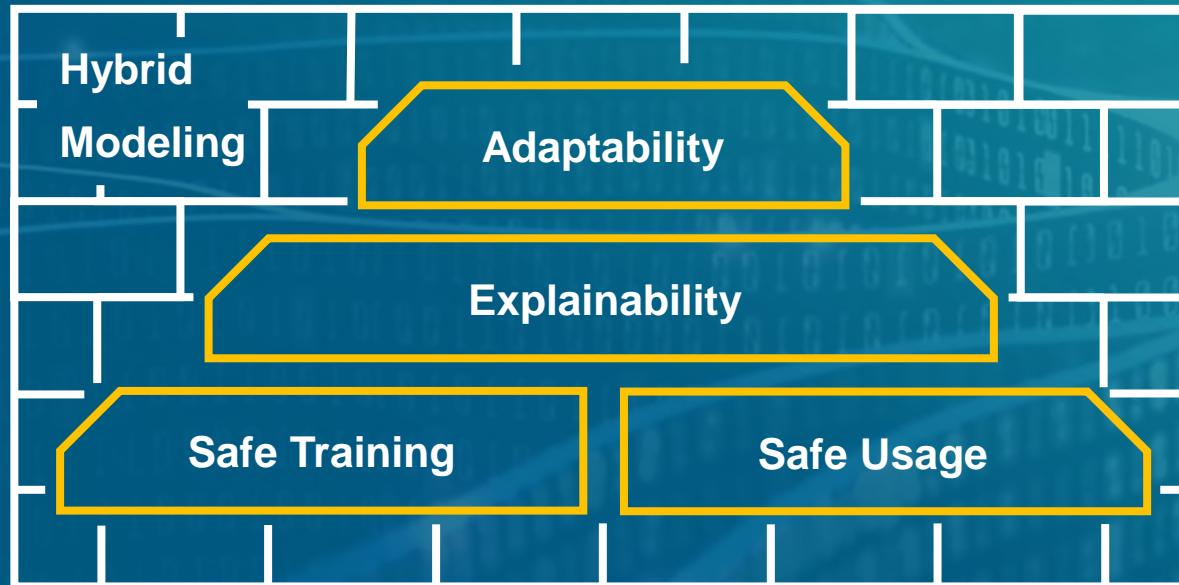 Hybrid
Modeling
Adaptability
Explainability
Safe Training
Safe Usage